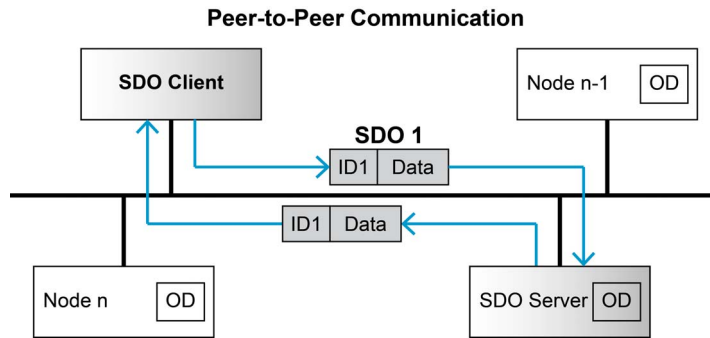 Peer-to-Peer Communication
SDO Client
Node n-1 OD
SDO 1
ID1 Data
ID1 Data
Node n OD
SDO Server OD